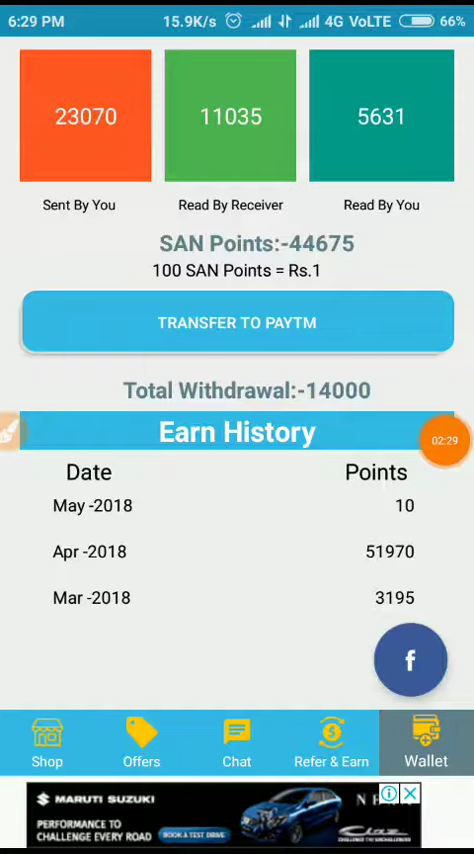 6:29 PM 15.9K/s 4G VoLTE 66%
23070 11035 5631
Sent By You Read By Receiver Read By You
SAN Points:-44675
100 SAN Points = Rs.1
TRANSFER TO PAYTM
Total Withdrawal:-14000
Earn History
02:29
Date Points
May -2018 10
Apr -2018 51970
Mar -2018 3195
f
Shop Offers Chat Refer & Earn Wallet
MARUTI SUZUKI
PERFORMANCE TO
CHALLENGE EVERY ROAD
BOOK A TEST DRIVE
Ciaz